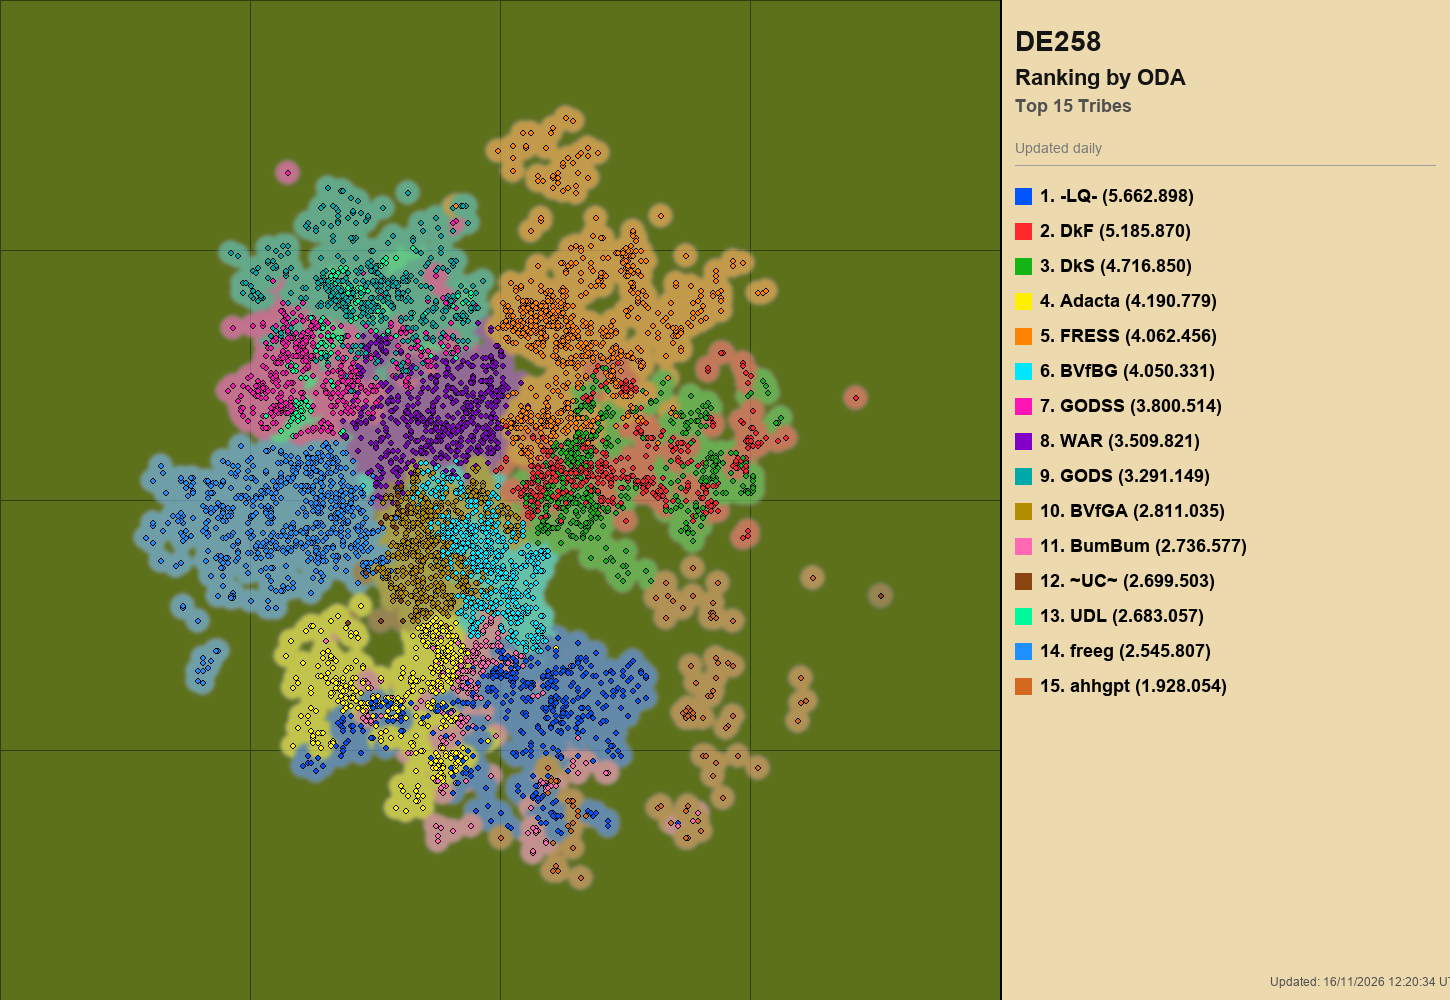 DE258
Ranking by ODA
Top 15 Tribes
Updated daily
1. -LQ- (5.662.898)
2. DkF (5.185.870)
3. DkS (4.716.850)
4. Adacta (4.190.779)
5. FRESS (4.062.456)
6. BVfBG (4.050.331)
7. GODSS (3.800.514)
8. WAR (3.509.821)
9. GODS (3.291.149)
10. BVfGA (2.811.035)
11. BumBum (2.736.577)
12. ~UC~ (2.699.503)
13. UDL (2.683.057)
14. freeg (2.545.807)
15. ahhgpt (1.928.054)
Updated: 16/11/2026 12:20:34 U